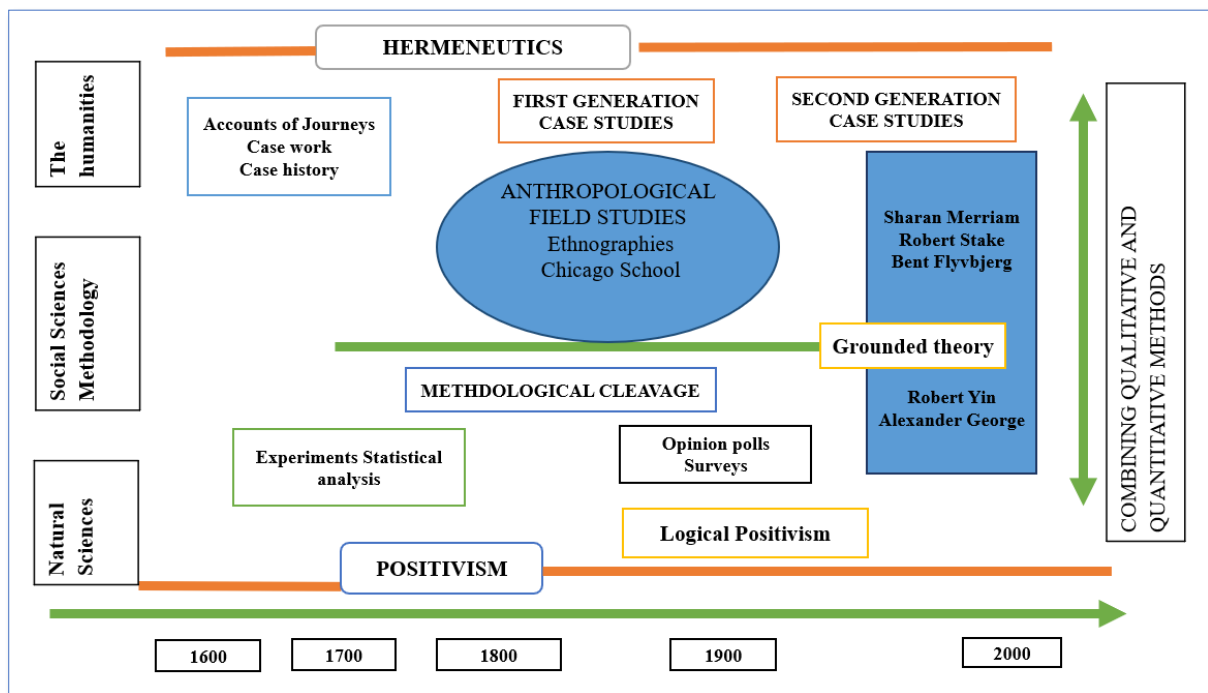 HERMENEUTICS
The
humanities
Accounts of Journeys
Case work
Case history
FIRST GENERATION
CASE STUDIES
SECOND GENERATION
CASE STUDIES
ANTHROPOLOGICAL
FIELD STUDIES
Ethnographies
Chicago School
Sharan Merriam
Robert Stake
Bent Flyvbjerg
COMBINING QUALITATIVE AND
QUANTITATIVE METHODS
Social Sciences
Methodology
Grounded theory
METHDOLOGICAL CLEAVAGE
Robert Yin
Alexander George
Experiments Statistical
analysis
Opinion polls
Surveys
Natural
Sciences
Logical Positivism
POSITIVISM
1600
1700
1800
1900
2000